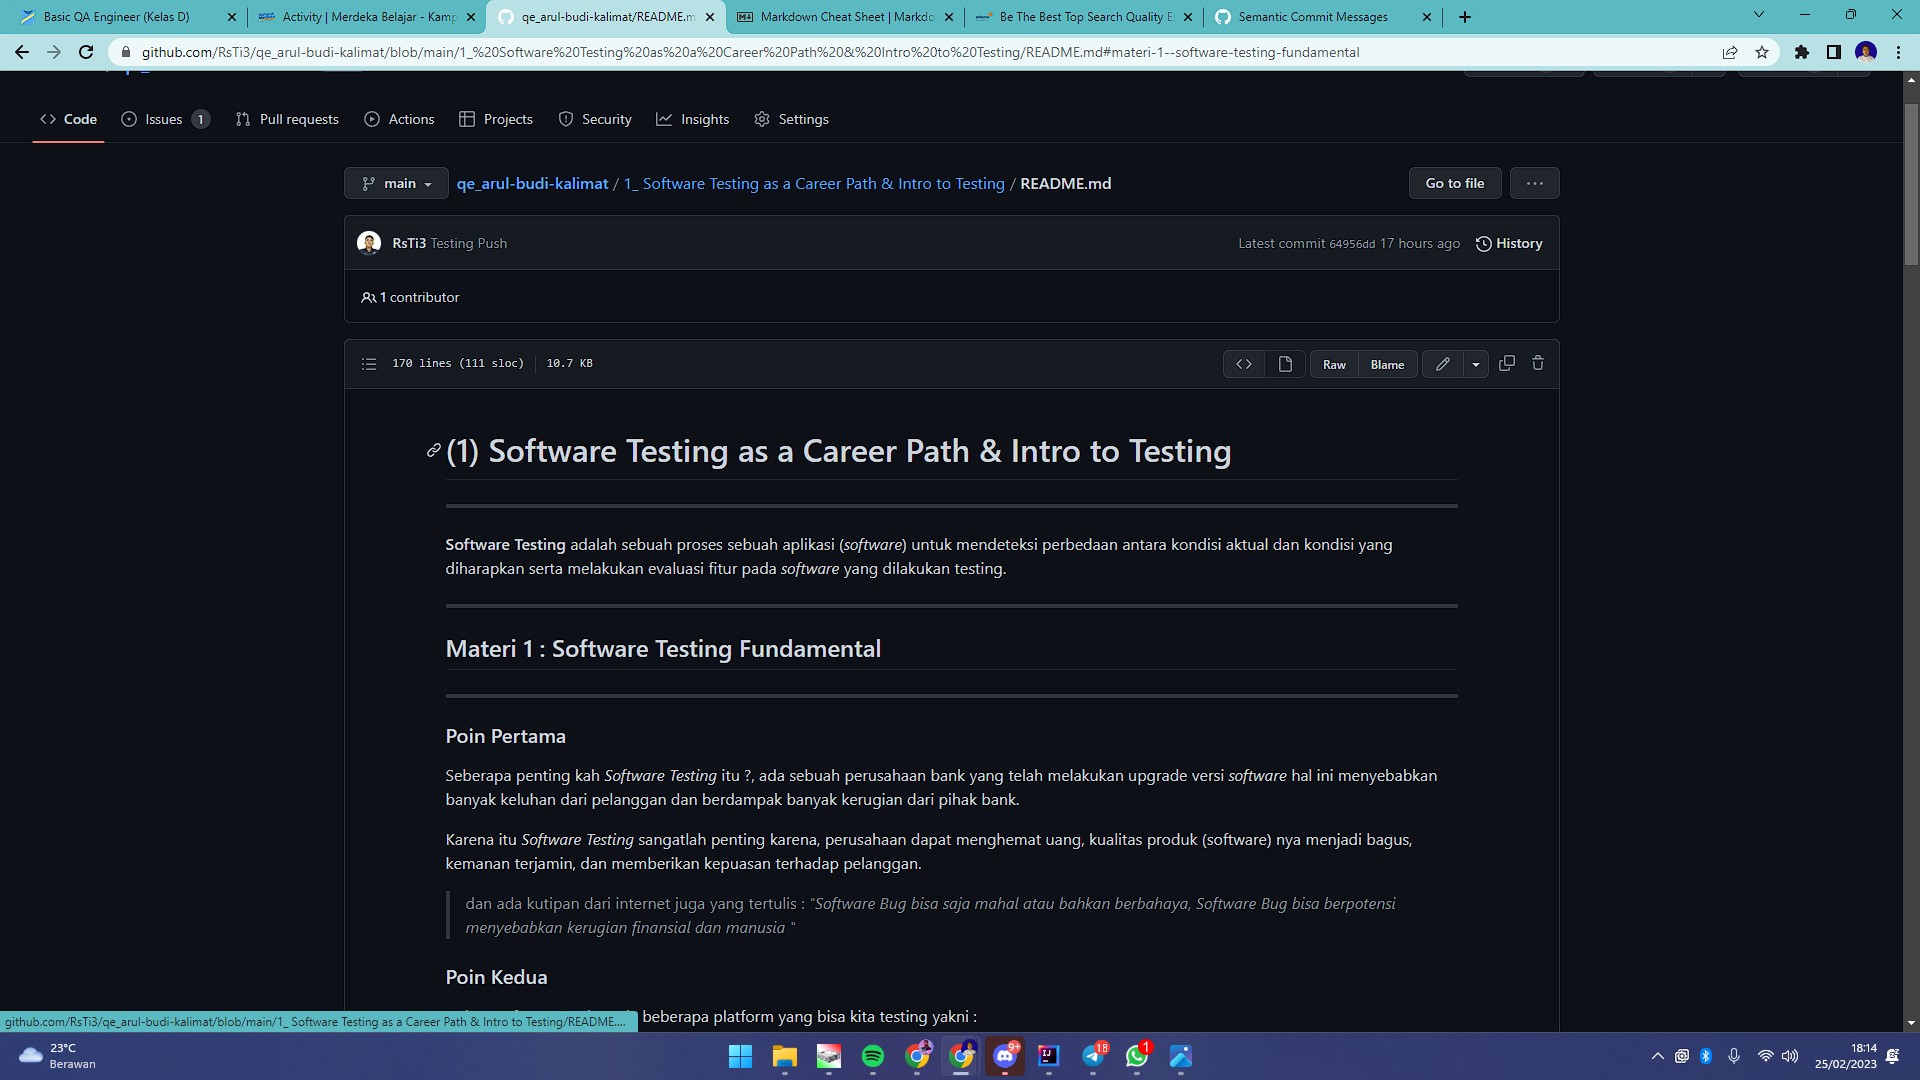 Basic QA Engineer (Kelas D)
Activity | Merdeka Belajar - Kamp
qe_arul-budi-kalimat/README.m
Markdown Cheat Sheet | Markdo
Be The Best Top Search Quality E
Semantic Commit Messages
github.com/RsTi3/qe_arul-budi-kalimat/blob/main/1_%20Software%20Testing%20as%20a%20Career%20Path%20&%20Intro%20to%20Testing/README.md#materi-1--software-testing-fundamental
Code
Issues 1
Pull requests
Actions
Projects
Security
Insights
Settings
main
qe_arul-budi-kalimat / 1_ Software Testing as a Career Path & Intro to Testing / README.md
Go to file
RsTi3 Testing Push
Latest commit 64956dd 17 hours ago
History
1 contributor
170 lines (111 sloc)
10.7 KB
Raw
Blame
(1) Software Testing as a Career Path & Intro to Testing
Software Testing adalah sebuah proses sebuah aplikasi (software) untuk mendeteksi perbedaan antara kondisi aktual dan kondisi yang
diharapkan serta melakukan evaluasi fitur pada software yang dilakukan testing.
Materi 1 : Software Testing Fundamental
Poin Pertama
Seberapa penting kah Software Testing itu ?, ada sebuah perusahaan bank yang telah melakukan upgrade versi software hal ini menyebabkan
banyak keluhan dari pelanggan dan berdampak banyak kerugian dari pihak bank.
Karena itu Software Testing sangatlah penting karena, perusahaan dapat menghemat uang, kualitas produk (software) nya menjadi bagus,
kemanan terjamin, dan memberikan kepuasan terhadap pelanggan.
dan ada kutipan dari internet juga yang tertulis : "Software Bug bisa saja mahal atau bahkan berbahaya, Software Bug bisa berpotensi
menyebabkan kerugian finansial dan manusia "
Poin Kedua
beberapa platform yang bisa kita testing yakni :
github.com/RsTi3/qe_arul-budi-kalimat/blob/main/1_ Software Testing as a Career Path & Intro to Testing/README....
23°C
Berawan
9+
18
1
18:14
25/02/2023